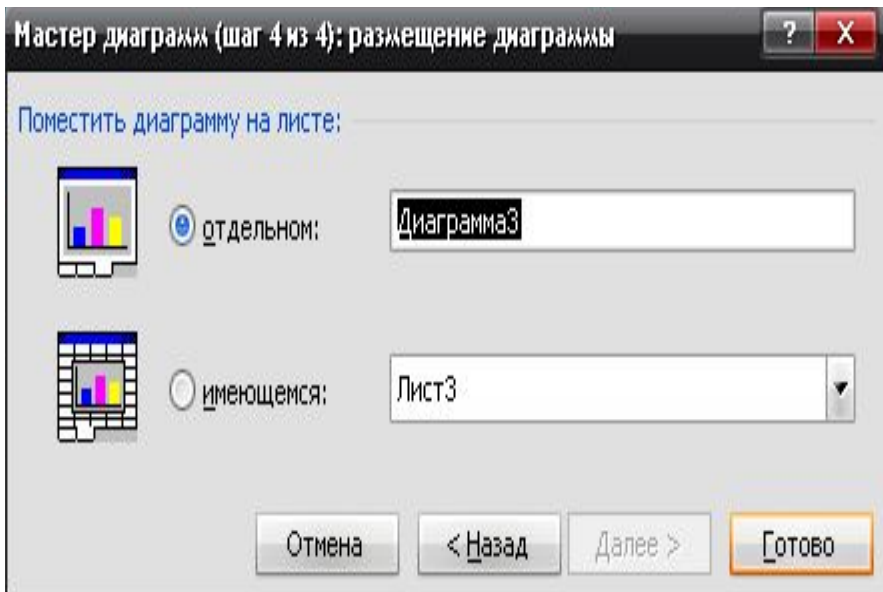 Мастер диаграмм (шаг 4 из 4): размещение диаграммы
Поместить диаграмму на листе:
отдельном: Диаграмма3
имеющемся: Лист3
Отмена < Назад Далее > Готово